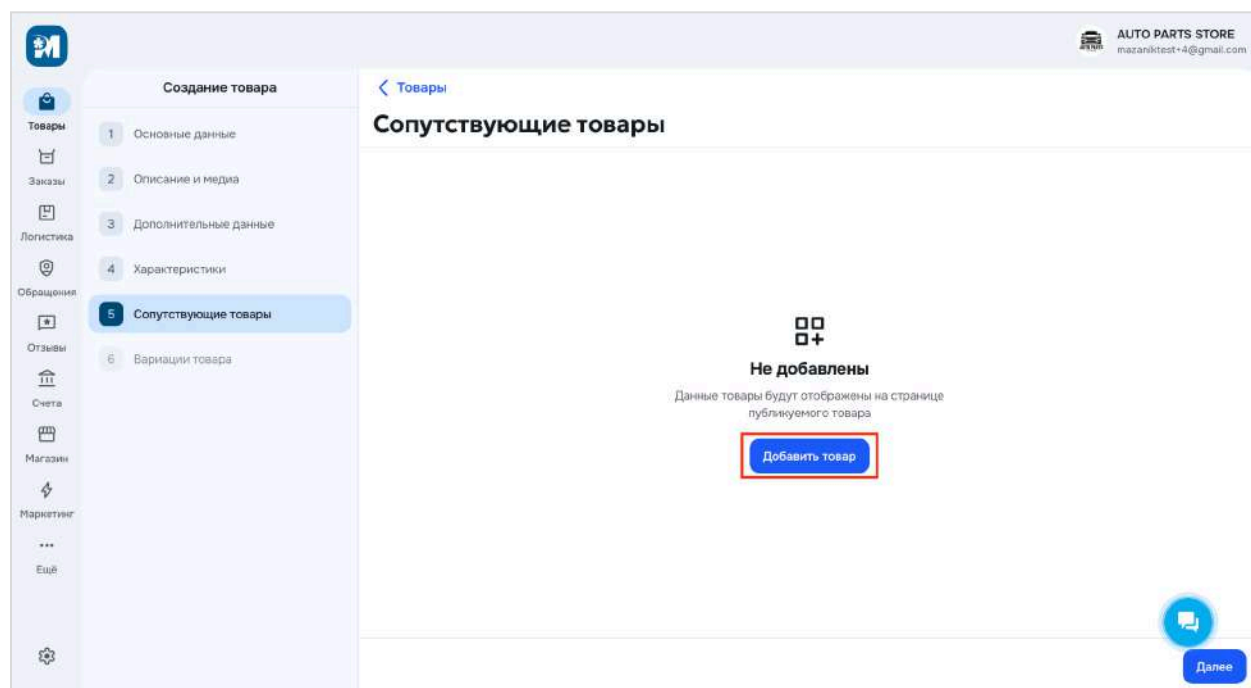 AUTO PARTS STORE
mazaniktest+4@gmail.com
Товары
Заказы
Логистика
Обращения
Отзывы
Счета
Магазин
Маркетинг
Ещё
Создание товара
1 Основные данные
2 Описание и медиа
3 Дополнительные данные
4 Характеристики
5 Сопутствующие товары
6 Вариации товара
Товары
Сопутствующие товары
Не добавлены
Данные товары будут отображены на странице
публикуемого товара
Добавить товар
Далее